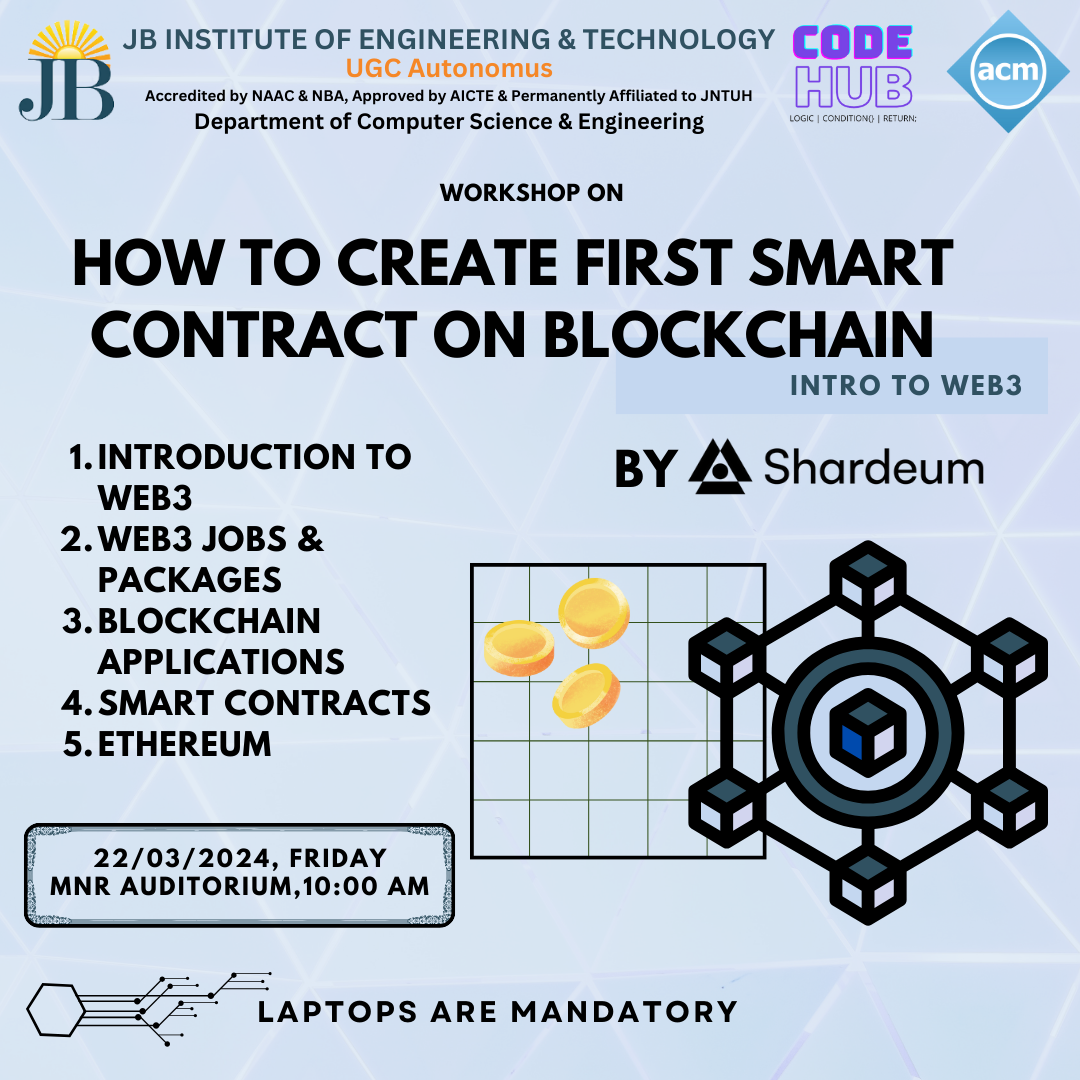 JB
JB INSTITUTE OF ENGINEERING & TECHNOLOGY
UGC Autonomus
Accredited by NAAC & NBA, Approved by AICTE & Permanently Affiliated to JNTUH
Department of Computer Science & Engineering
CODE
HUB
LOGIC | CONDITION() | RETURN:
acm
WORKSHOP ON
HOW TO CREATE FIRST SMART
CONTRACT ON BLOCKCHAIN
INTRO TO WEB3
BY Shardeum
1. INTRODUCTION TO
WEB3
2. WEB3 JOBS &
PACKAGES
3. BLOCKCHAIN
APPLICATIONS
4. SMART CONTRACTS
5. ETHEREUM
22/03/2024, FRIDAY
MNR AUDITORIUM,10:00 AM
LAPTOPS ARE MANDATORY